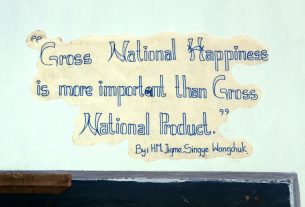 “Gross National Happiness
is more important than Gross
National Product.”
By: H.M. Jigme Singye Wangchuk